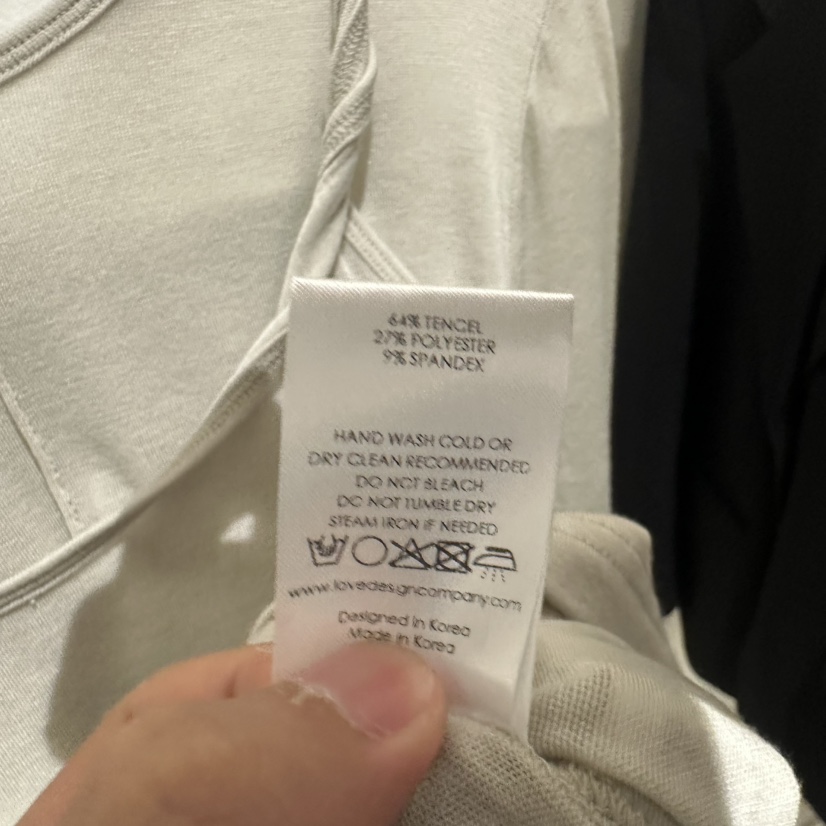 64% TENCEL
27% POLYESTER
9% SPANDEX
HAND WASH COLD OR
DRY CLEAN RECOMMENDED
DO NOT BLEACH
DO NOT TUMBLE DRY
STEAM IRON IF NEEDED
www.lovedesigncompany.com
Designed in Korea
Made in Korea